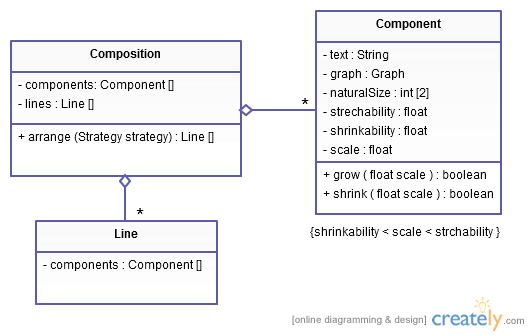 Composition
- components: Component []
- lines : Line []
+ arrange (Strategy strategy) : Line []
Component
- text : String
- graph : Graph
- naturalSize : int [2]
- strechability : float
- shrinkability : float
- scale : float
+ grow ( float scale ) : boolean
+ shrink ( float scale ) : boolean
*
{shrinkability < scale < strchability }
*
Line
- components : Component []
[online diagramming & design] creately.com